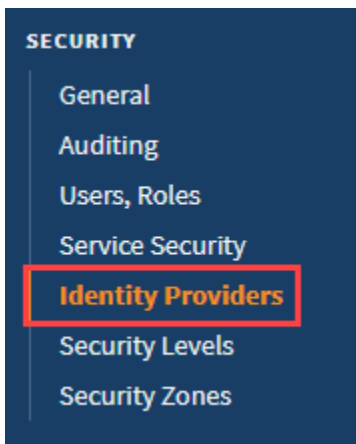 SECURITY
General
Auditing
Users, Roles
Service Security
Identity Providers
Security Levels
Security Zones